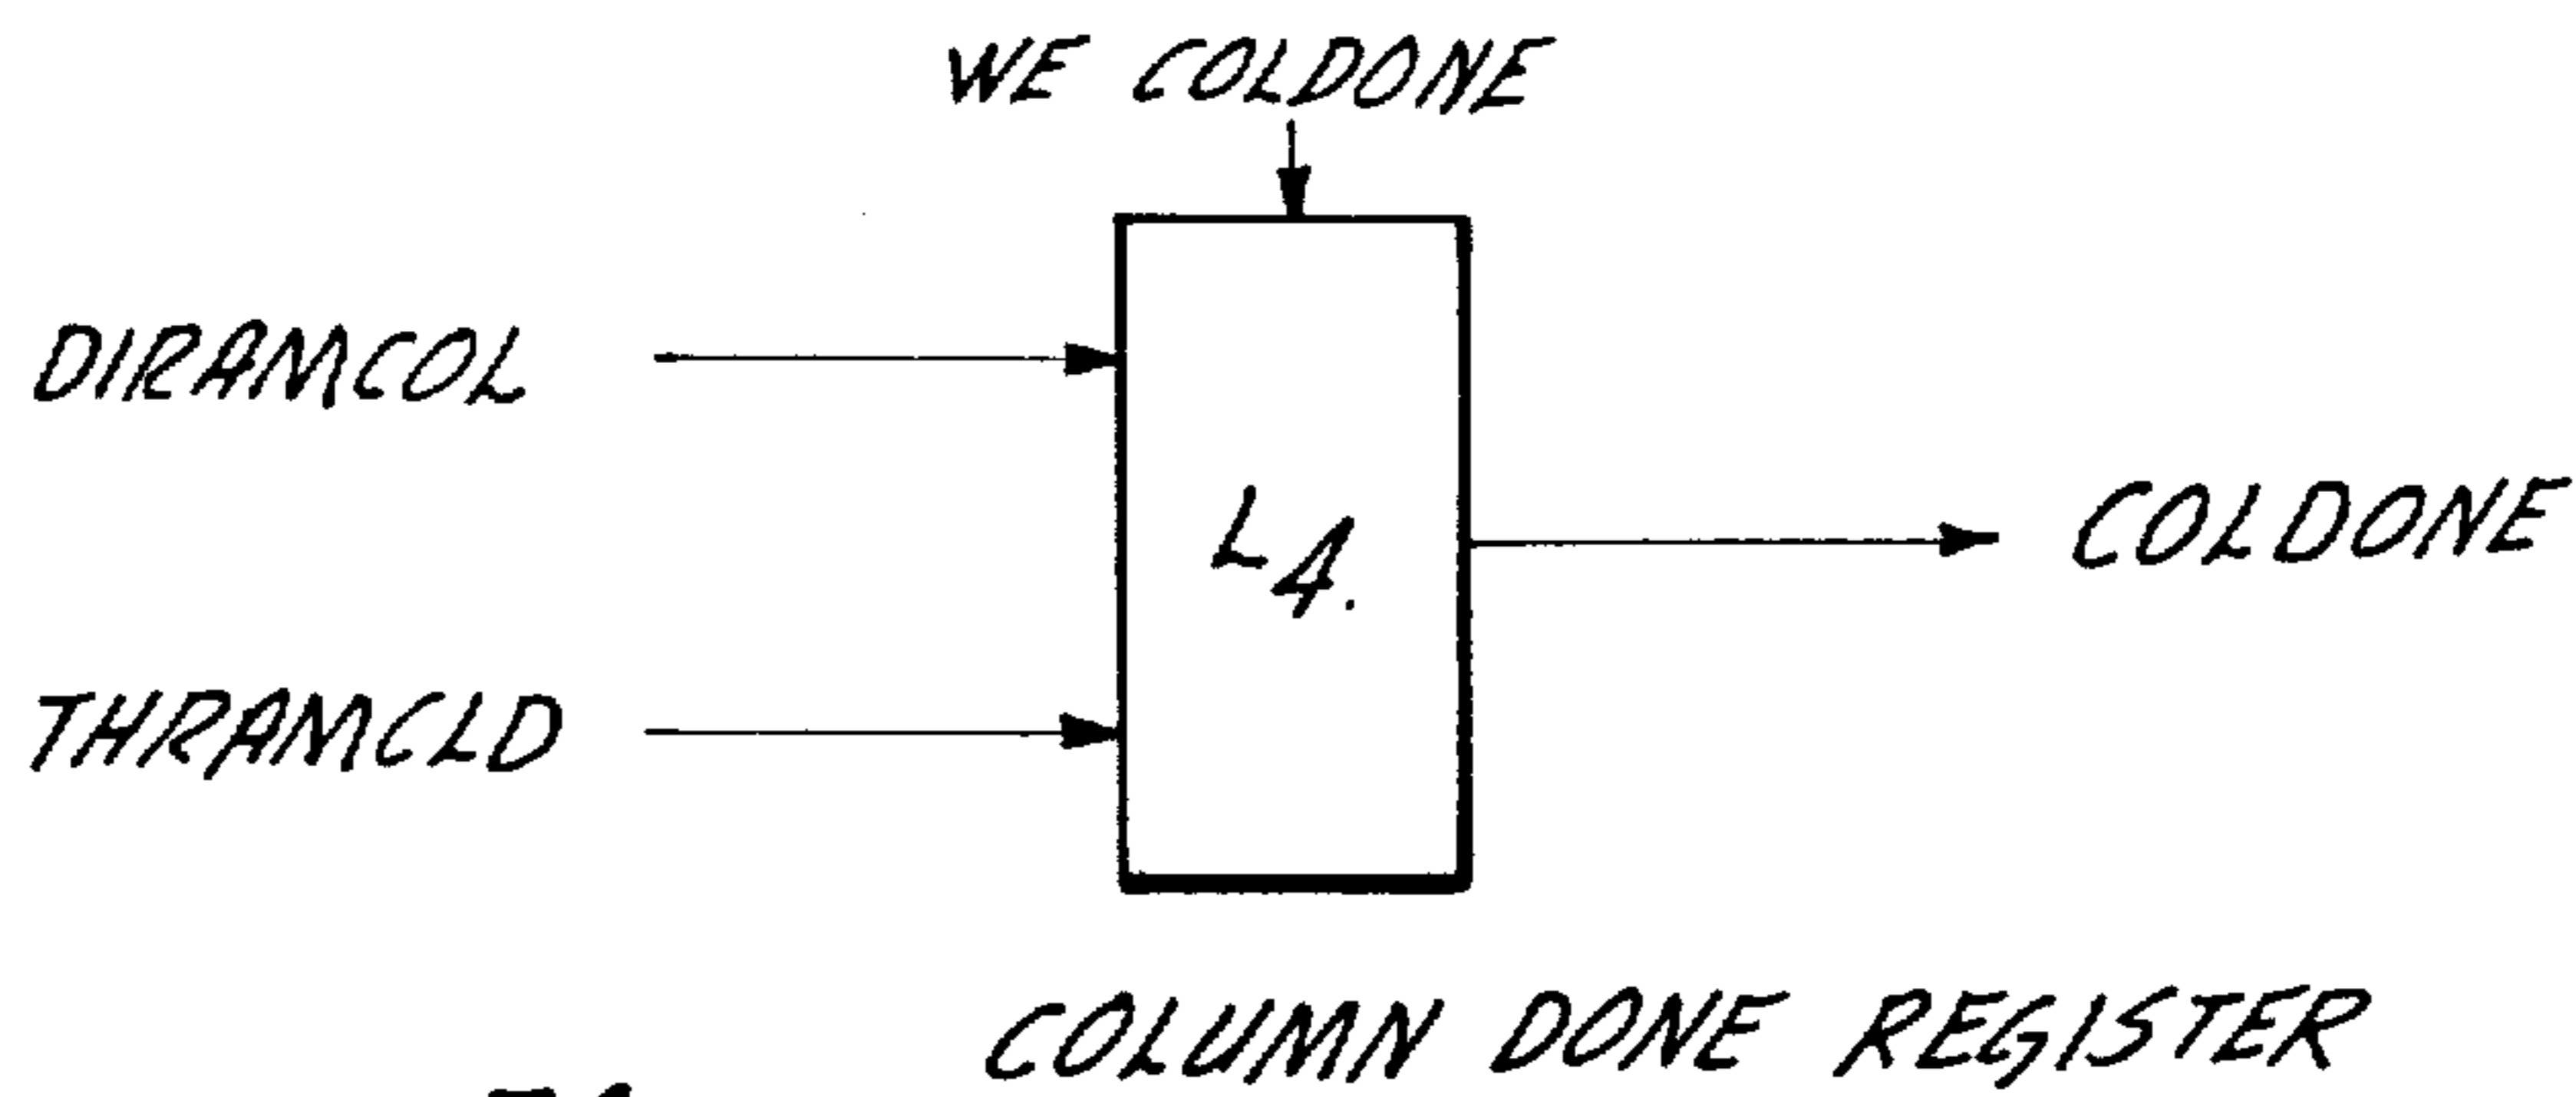 WE COLDONE
DIRAMCOL
L4.
COLDONE
THRAMCLD
COLUMN DONE REGISTER